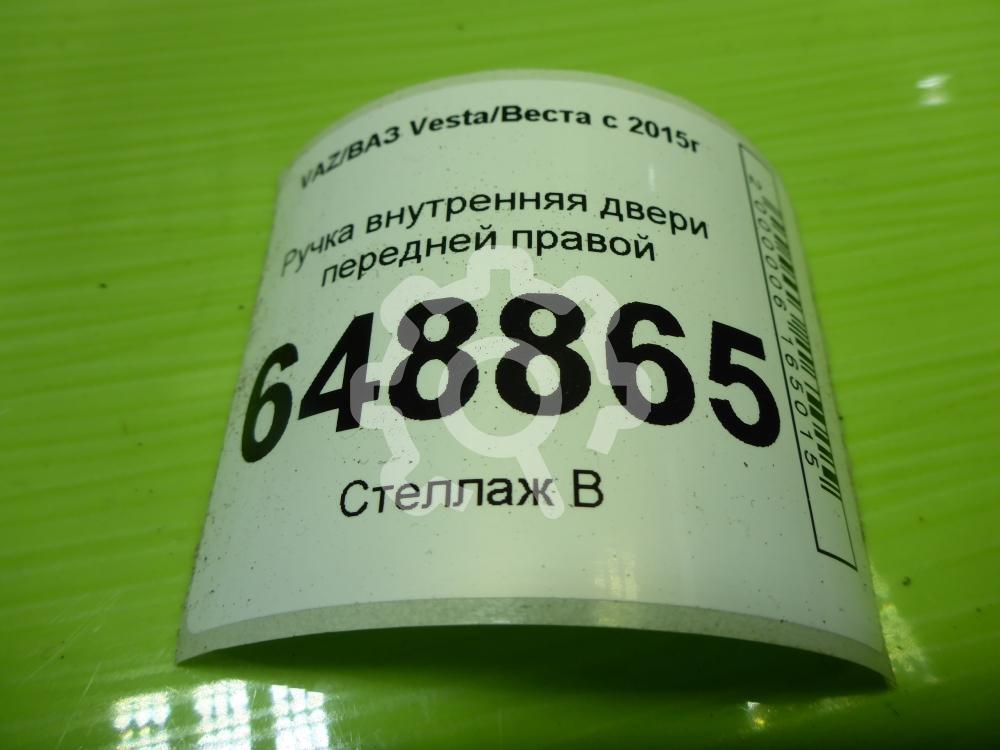 VAZ/ВАЗ Vesta/Веста с 2015г
Ручка внутренняя двери
передней правой
648865
Стеллаж В
2000006165015